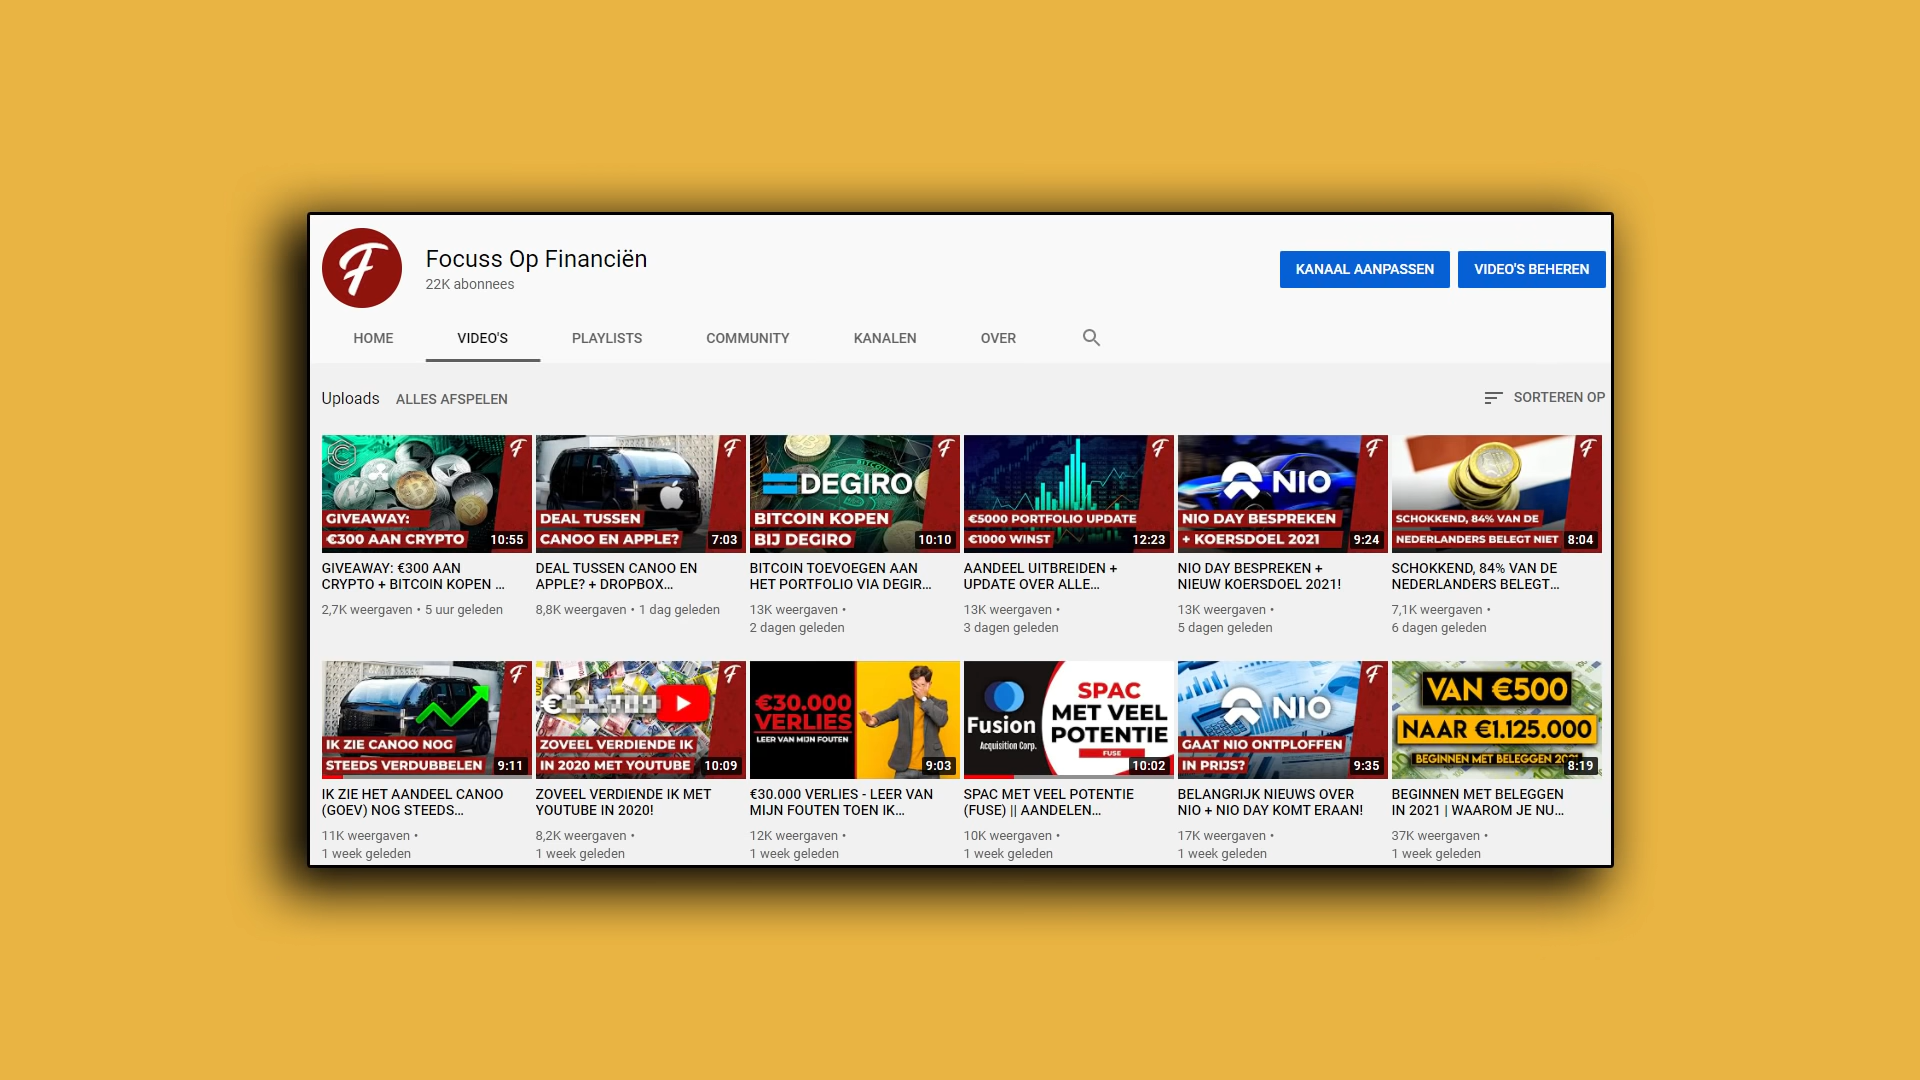 Focuss Op Financiën
22K abonnees
KANAAL AANPASSEN
VIDEO'S BEHEREN
HOME
VIDEO'S
PLAYLISTS
COMMUNITY
KANALEN
OVER
Uploads
ALLES AFSPELEN
SORTEREN OP
GIVEAWAY:
€300 AAN CRYPTO
10:55
GIVEAWAY: €300 AAN
CRYPTO + BITCOIN KOPEN ...
2,7K weergaven • 5 uur geleden
DEAL TUSSEN
CANOO EN APPLE?
7:03
DEAL TUSSEN CANOO EN
APPLE? + DROPBOX...
8,8K weergaven • 1 dag geleden
DEGIRO
BITCOIN KOPEN
BIJ DEGIRO
10:10
BITCOIN TOEVOEGEN AAN
HET PORTFOLIO VIA DEGIR...
13K weergaven •
2 dagen geleden
€5000 PORTFOLIO UPDATE
€1000 WINST
12:23
AANDEEL UITBREIDEN +
UPDATE OVER ALLE...
13K weergaven •
3 dagen geleden
NIO
NIO DAY BESPREKEN
+ KOERSDOEL 2021
9:24
NIO DAY BESPREKEN +
NIEUW KOERSDOEL 2021!
13K weergaven •
5 dagen geleden
SCHOKKEND, 84% VAN DE
NEDERLANDERS BELEGT NIET
8:04
SCHOKKEND, 84% VAN DE
NEDERLANDERS BELEGT...
7,1K weergaven •
6 dagen geleden
IK ZIE CANOO NOG
STEEDS VERDUBBELEN
9:11
IK ZIE HET AANDEEL CANOO
(GOEV) NOG STEEDS...
11K weergaven •
1 week geleden
ZOVEEL VERDIENDE IK
IN 2020 MET YOUTUBE
10:09
ZOVEEL VERDIENDE IK MET
YOUTUBE IN 2020!
8,2K weergaven •
1 week geleden
€30.000
VERLIES
LEER VAN MIJN FOUTEN
9:03
€30.000 VERLIES - LEER VAN
MIJN FOUTEN TOEN IK...
12K weergaven •
1 week geleden
Fusion
Acquisition Corp.
SPAC
MET VEEL
POTENTIE
FUSE
10:02
SPAC MET VEEL POTENTIE
(FUSE) || AANDELEN...
10K weergaven •
1 week geleden
NIO
GAAT NIO ONTPLOFFEN
IN PRIJS?
9:35
BELANGRIJK NIEUWS OVER
NIO + NIO DAY KOMT ERAAN!
17K weergaven •
1 week geleden
VAN €500
NAAR €1.125.000
BEGINNEN MET BELEGGEN
8:19
BEGINNEN MET BELEGGEN
IN 2021 | WAAROM JE NU...
37K weergaven •
1 week geleden